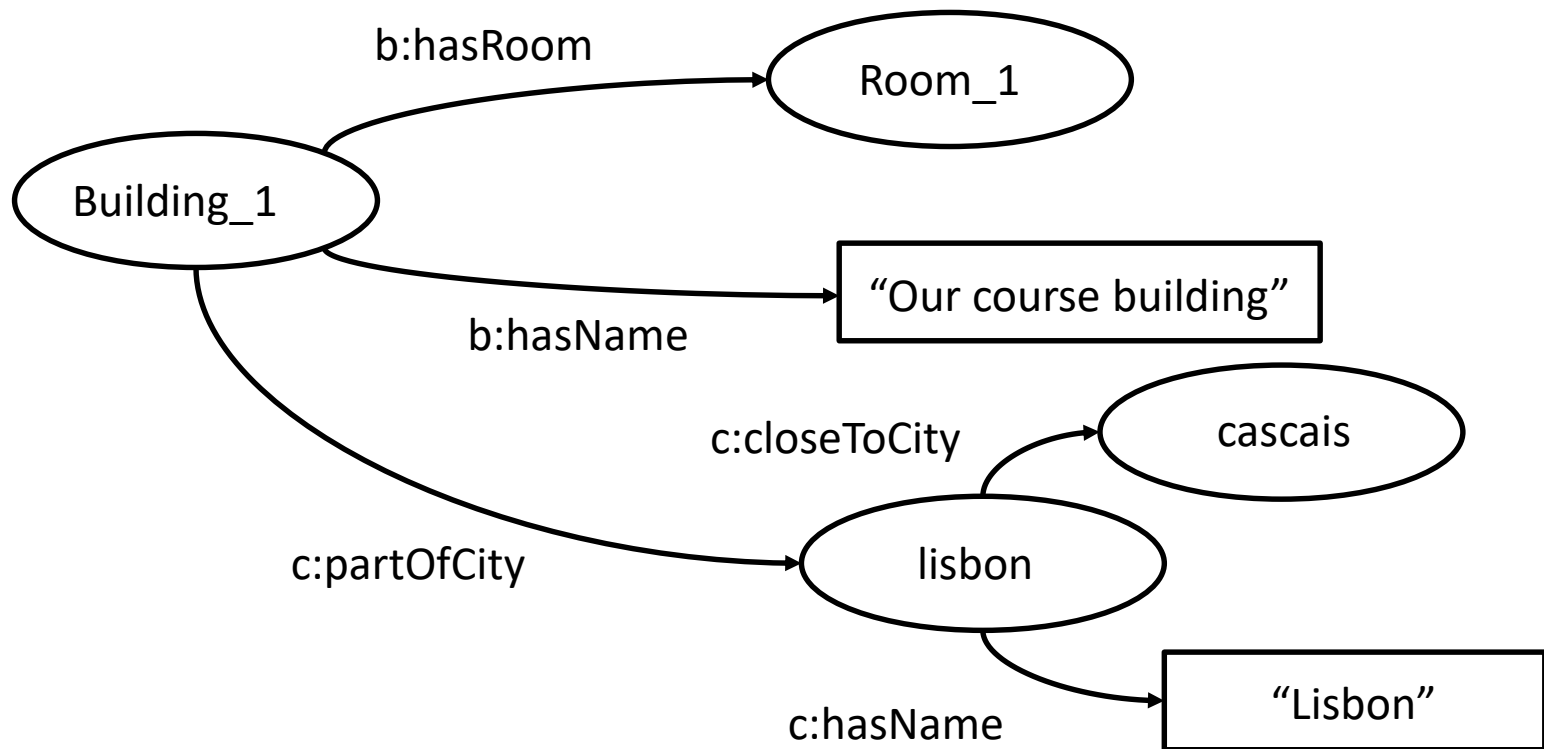 b:hasRoom
Room_1
Building_1
“Our course building”
b:hasName
c:closeToCity
cascais
c:partOfCity
lisbon
“Lisbon”
c:hasName